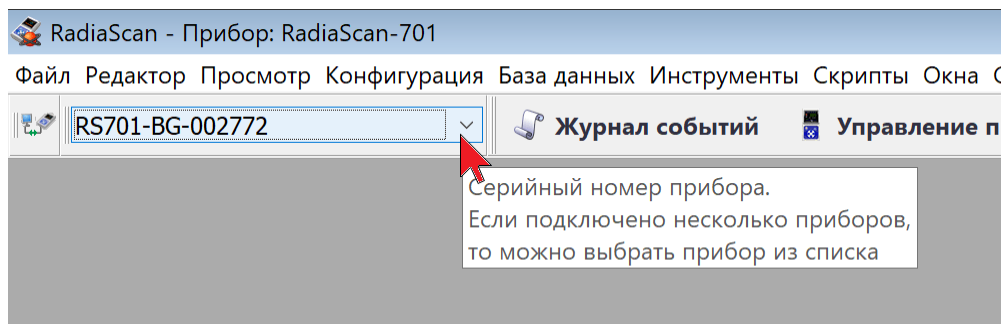 RadiaScan - Прибор: RadiaScan-701
Файл Редактор Просмотр Конфигурация База данных Инструменты Скрипты Окна
RS701-BG-002772 Журнал событий Управление п
Серийный номер прибора.
Если подключено несколько приборов,
то можно выбрать прибор из списка